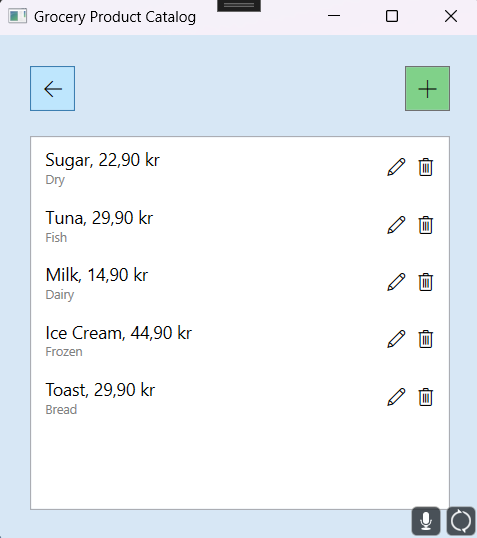 Grocery Product Catalog
Sugar, 22,90 kr
Dry
Tuna, 29,90 kr
Fish
Milk, 14,90 kr
Dairy
Ice Cream, 44,90 kr
Frozen
Toast, 29,90 kr
Bread